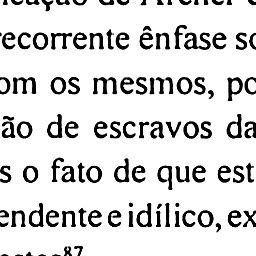 recorrente ênfase so
om os mesmos, po
ão de escravos da
s o fato de que est
endente e idílico, ex